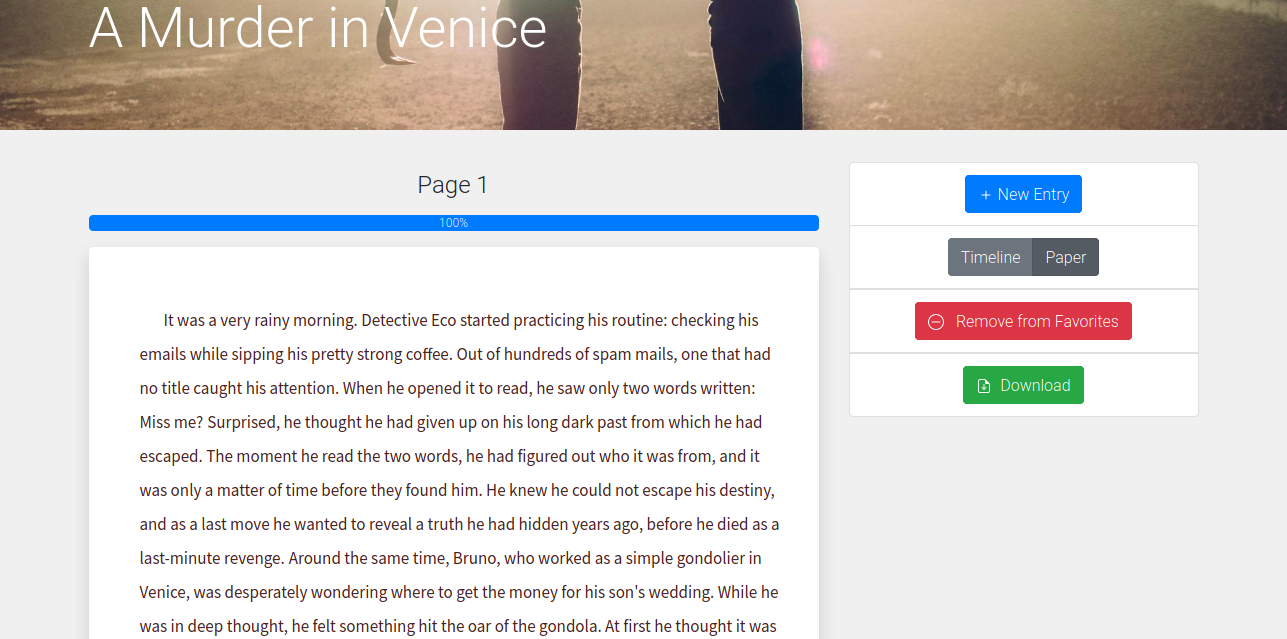 A Murder in Venice
Page 1
100%
It was a very rainy morning. Detective Eco started practicing his routine: checking his
emails while sipping his pretty strong coffee. Out of hundreds of spam mails, one that had
no title caught his attention. When he opened it to read, he saw only two words written:
Miss me? Surprised, he thought he had given up on his long dark past from which he had
escaped. The moment he read the two words, he had figured out who it was from, and it
was only a matter of time before they found him. He knew he could not escape his destiny,
and as a last move he wanted to reveal a truth he had hidden years ago, before he died as a
last-minute revenge. Around the same time, Bruno, who worked as a simple gondolier in
Venice, was desperately wondering where to get the money for his son's wedding. While he
was in deep thought, he felt something hit the oar of the gondola. At first he thought it was
+ New Entry
Timeline Paper
Remove from Favorites
Download